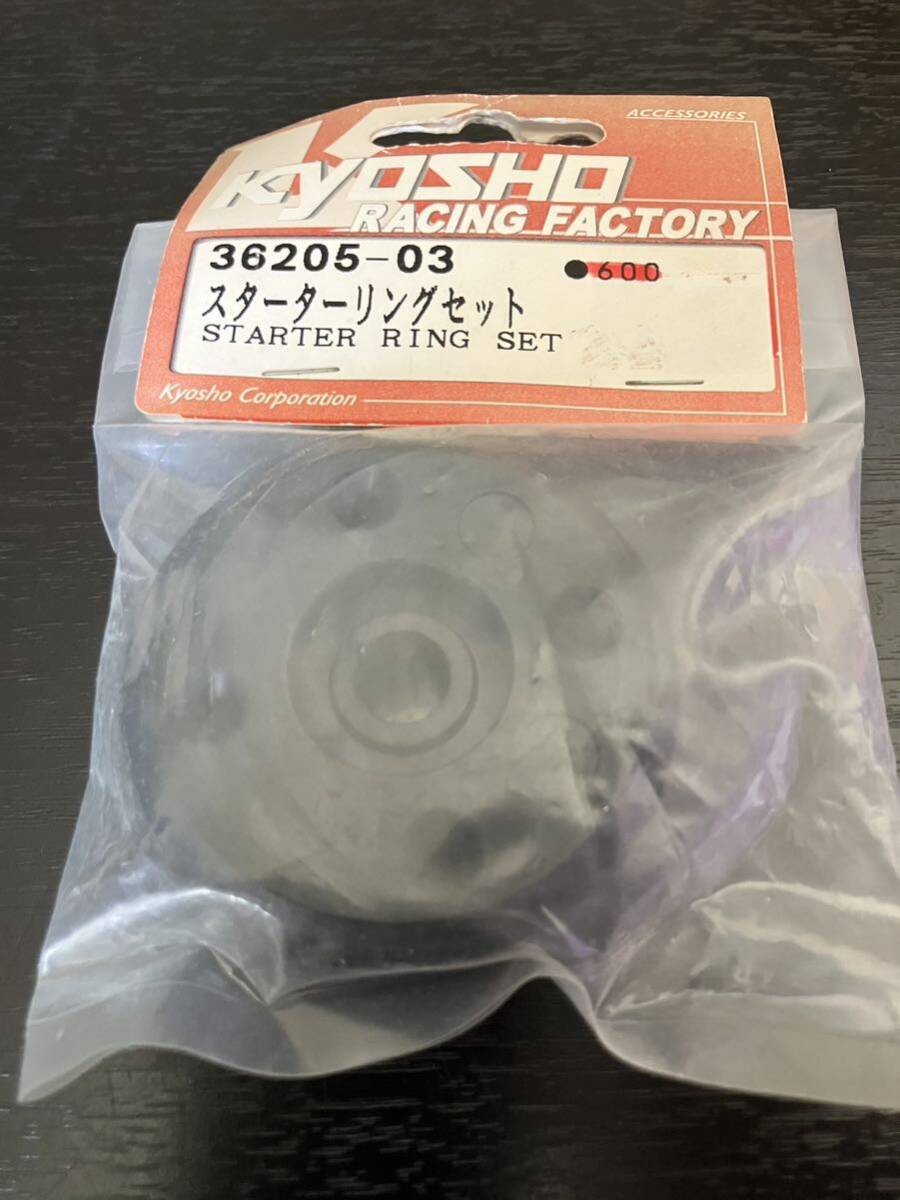 ACCESSORIES
KYOSHO
RACING FACTORY
36205-03
●600
スターターリングセット
STARTER RING SET
Kyosho Corporation